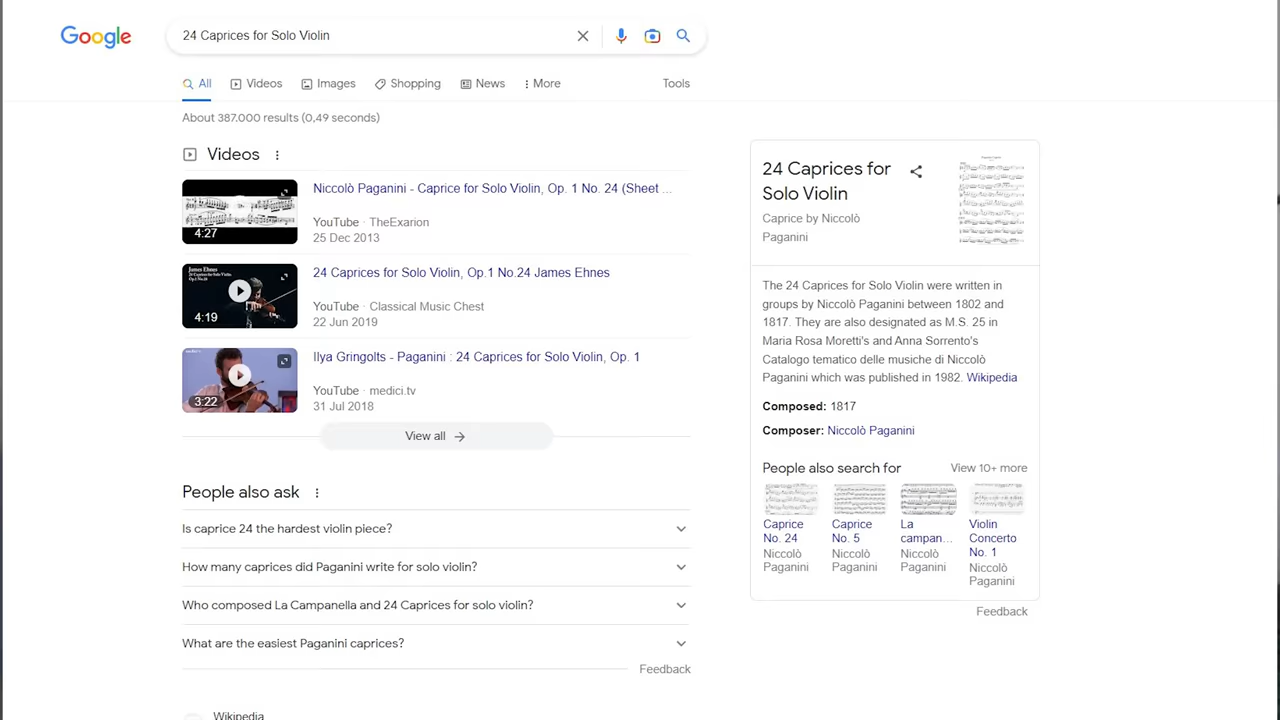 Google
24 Caprices for Solo Violin
All
Videos
Images
Shopping
News
More
Tools
About 387.000 results (0,49 seconds)
Videos
Niccolò Paganini - Caprice for Solo Violin, Op. 1 No. 24 (Sheet ...
YouTube · TheExarion
Dec 2013
4:27
24 Caprices for Solo Violin, Op.1 No.24 James Ehnes
YouTube · Classical Music Chest
22 Jun 2019
James Ehnes
4:19
Ilya Gringolts - Paganini : 24 Caprices for Solo Violin, Op. 1
YouTube · medici.tv
31 Jul 2018
3:22
View all
People also ask
Is caprice 24 the hardest violin piece?
How many caprices did Paganini write for solo violin?
Who composed La Campanella and 24 Caprices for solo violin?
What are the easiest Paganini caprices?
Feedback
Wikipedia
24 Caprices for
Solo Violin
Caprice by Niccolò
Paganini
The 24 Caprices for Solo Violin were written in
groups by Niccolò Paganini between 1802 and
1817. They are also designated as M.S. 25 in
Maria Rosa Moretti's and Anna Sorrento's
Catalogo tematico delle musiche di Niccolò
Paganini which was published in 1982. Wikipedia
Composed: 1817
Composer: Niccolò Paganini
People also search for
View 10+ more
Caprice
No. 24
Niccolò
Paganini
Caprice
No. 5
Niccolò
Paganini
La
campan...
Niccolò
Paganini
Violin
Concerto
No. 1
Niccolò
Paganini
Feedback